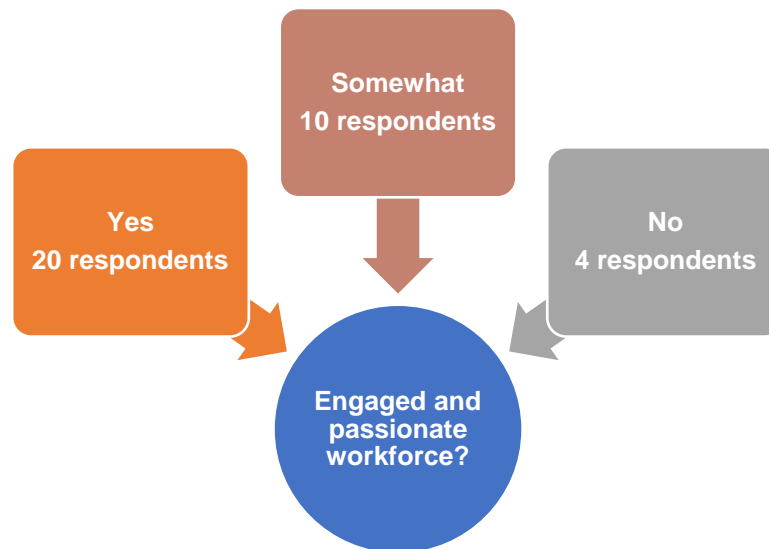 Somewhat
10 respondents
Yes
20 respondents
No
4 respondents
Engaged and
passionate
workforce?